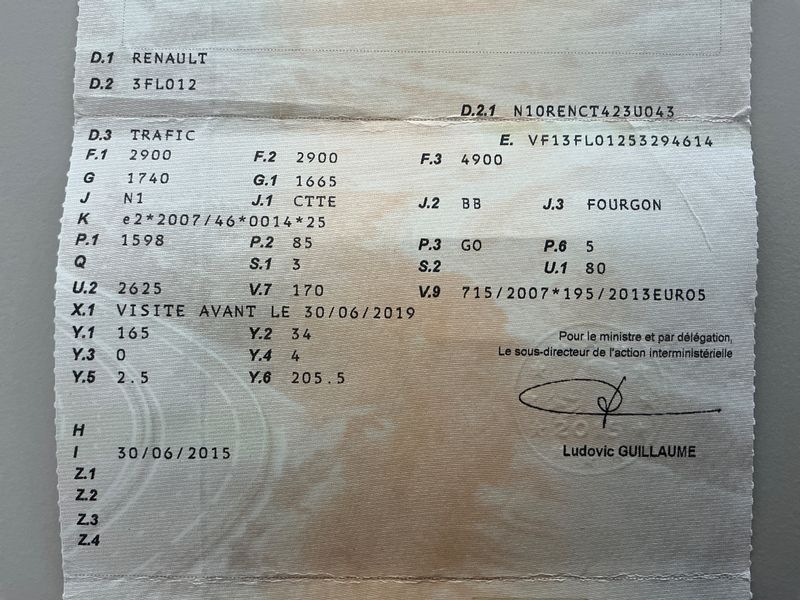 D.1 RENAULT
D.2 3FL012
D.2.1 N10RENCT423U043
D.3 TRAFIC
E. VF13FL01253294614
F.1 2900 F.2 2900 F.3 4900
G 1740 G.1 1665
J N1 J.1 CTTE J.2 BB J.3 FOURGON
K e2*2007/46*0014*25
P.1 1598 P.2 85 P.3 GO P.6 5
Q S.1 3 S.2 U.1 80
U.2 2625 V.7 170 V.9 715/2007*195/2013EURO5
X.1 VISITE AVANT LE 30/06/2019
Y.1 165 Y.2 34
Y.3 0 Y.4 4
Y.5 2.5 Y.6 205.5
Pour le ministre et par délégation,
Le sous-directeur de l'action interministérielle
Ludovic GUILLAUME
H
I 30/06/2015
Z.1
Z.2
Z.3
Z.4